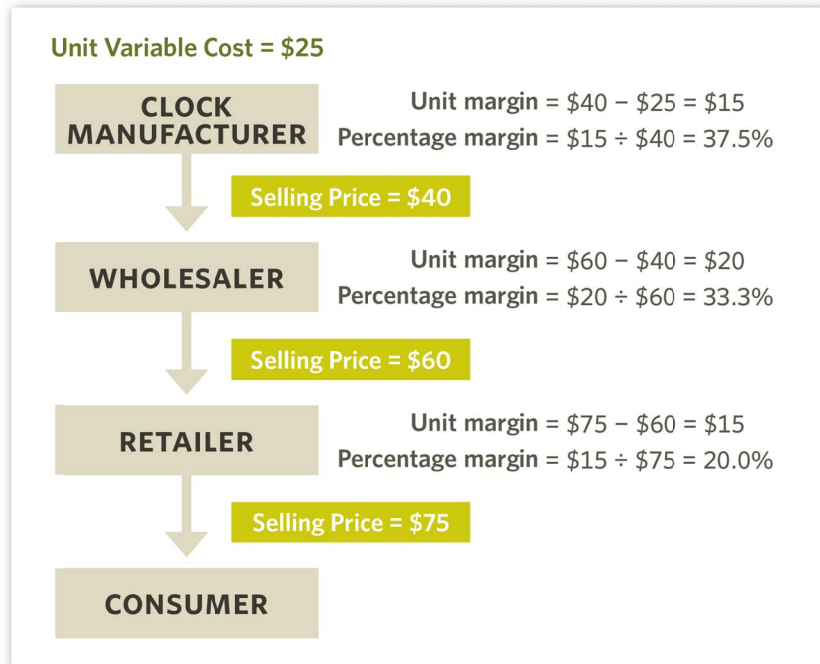 Unit Variable Cost = $25
CLOCK
MANUFACTURER
Unit margin = $40 – $25 = $15
Percentage margin = $15 ÷ $40 = 37.5%
Selling Price = $40
WHOLESALER
Unit margin = $60 – $40 = $20
Percentage margin = $20 ÷ $60 = 33.3%
Selling Price = $60
RETAILER
Unit margin = $75 – $60 = $15
Percentage margin = $15 ÷ $75 = 20.0%
Selling Price = $75
CONSUMER